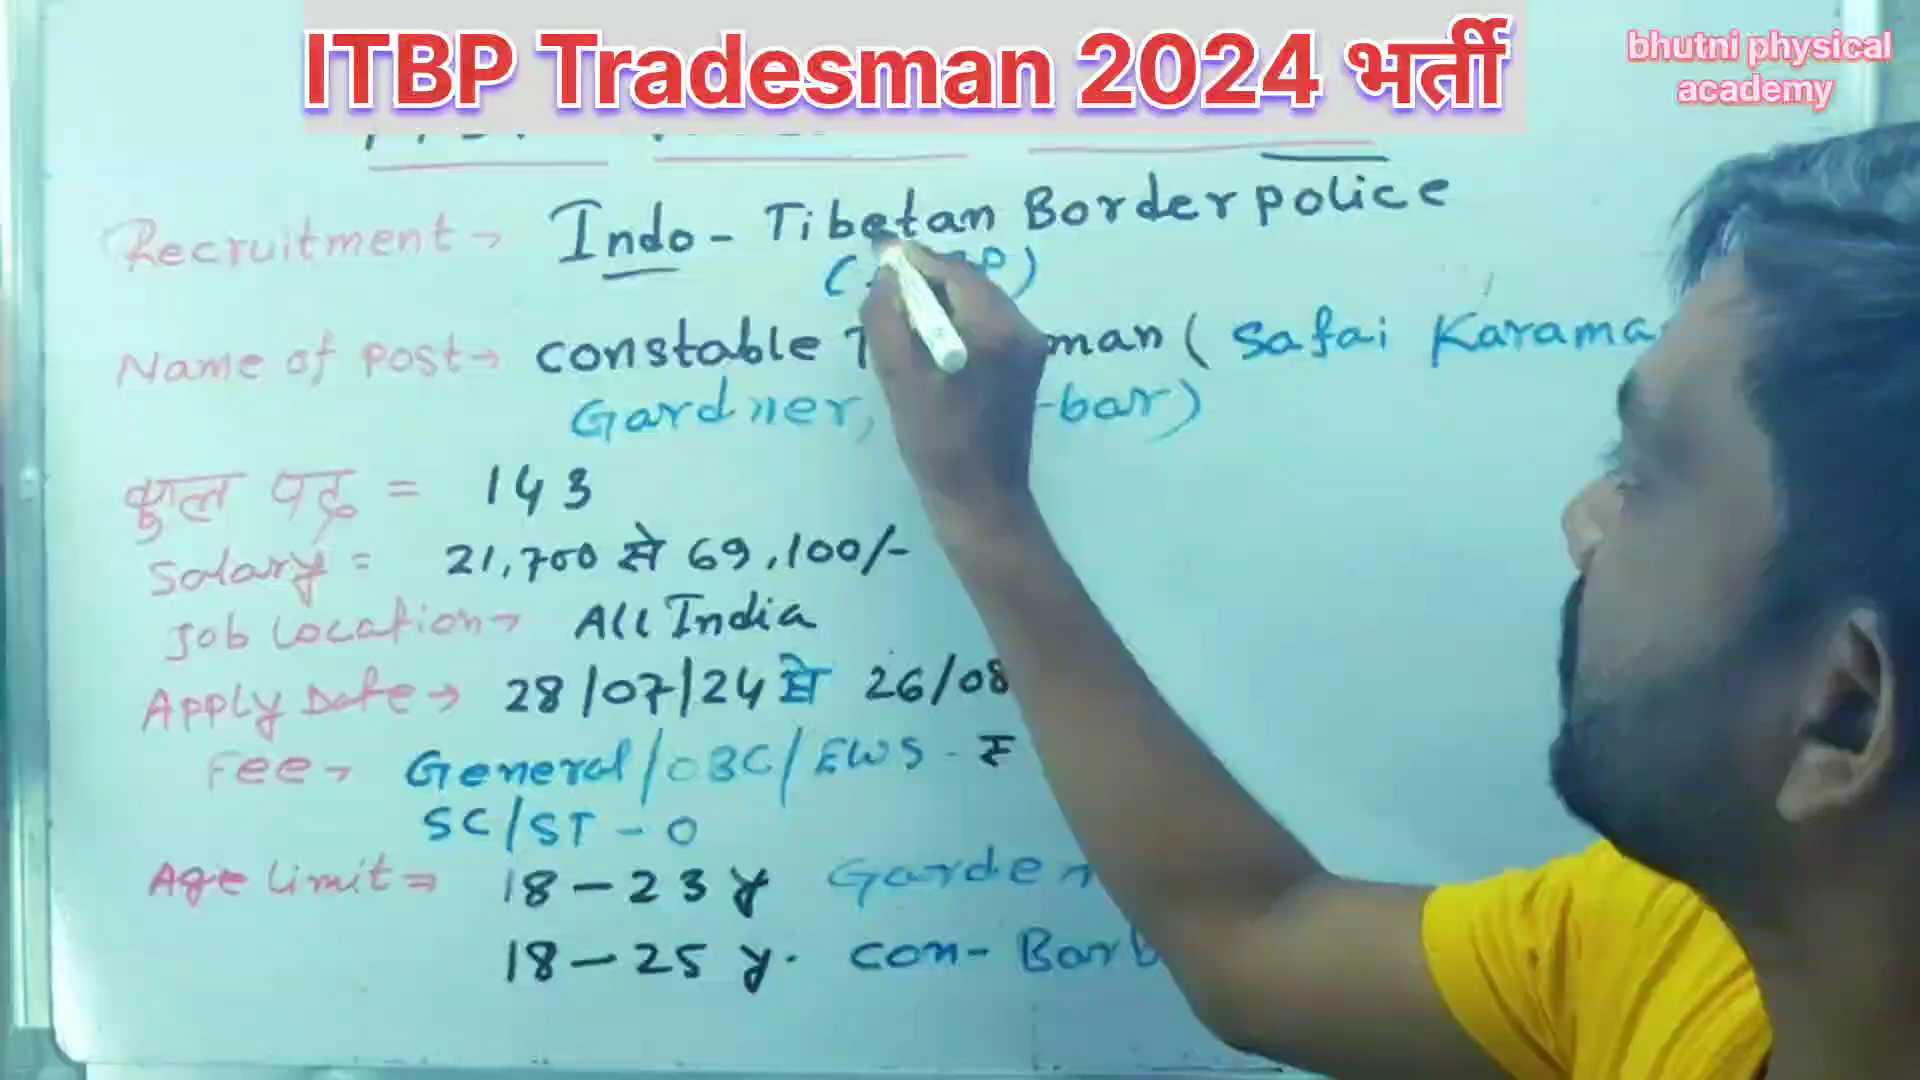 ITBP Tradesman 2024 भर्ती
bhutni physical
academy
Recruitment → Indo - Tibetan Border police
Name of post → constable man ( Safai Karama
Gardner, -bar)
कुल पद = 143
Salary = 21,700 से 69,100/-
Job Location → All India
Apply Date → 28/07/24 से 26/08
Fee → General/OBC/EWS - ₹
SC/ST - 0
Age limit = 18-23 y Garden
18-25 y. con- Barb